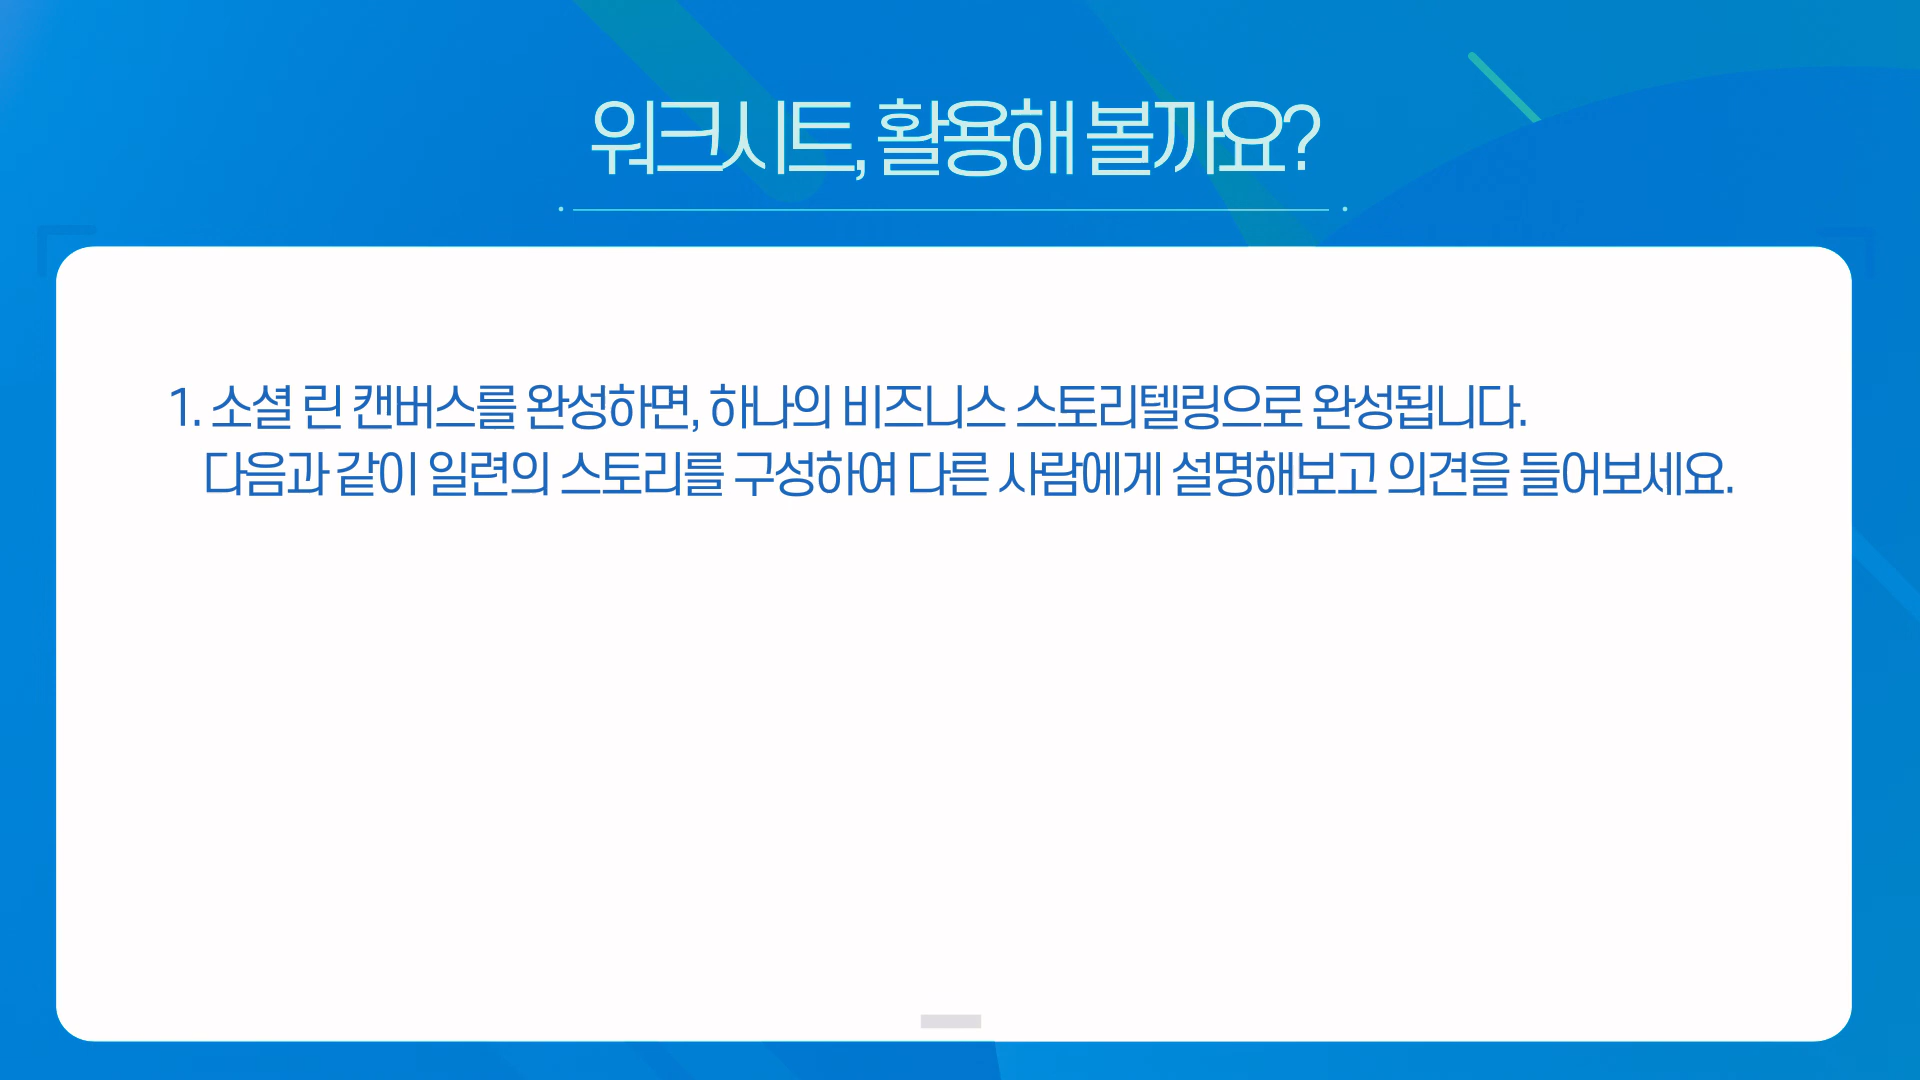 워크시트, 활용해 볼까요?
1. 소셜 린 캔버스를 완성하면, 하나의 비즈니스 스토리텔링으로 완성됩니다.
다음과 같이 일련의 스토리를 구성하여 다른 사람에게 설명해보고 의견을 들어보세요.